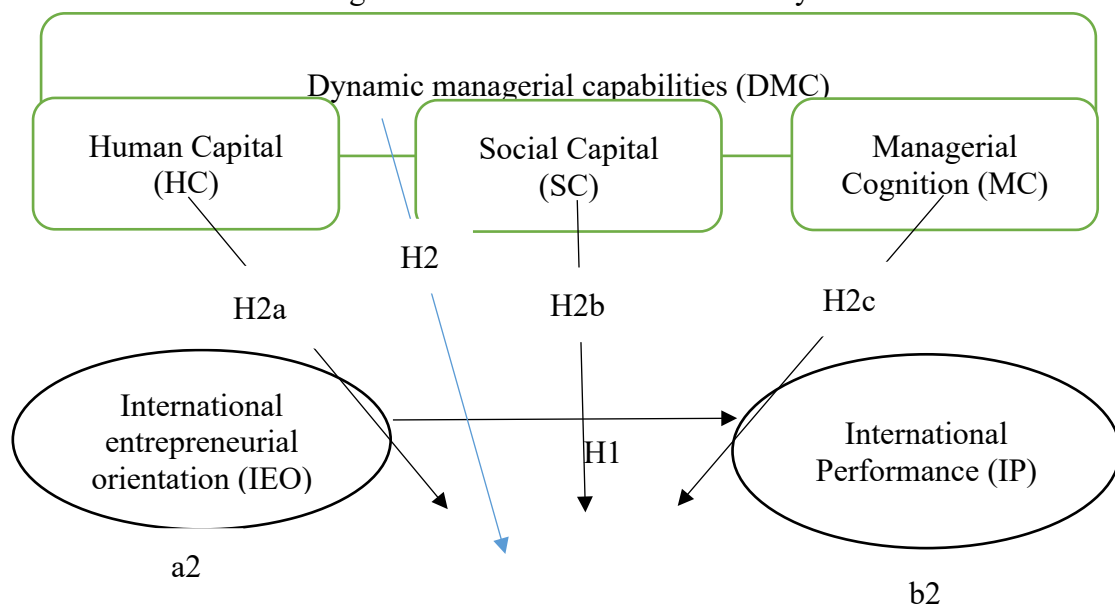 Dynamic managerial capabilities (DMC)
Human Capital
(HC)
Social Capital
(SC)
Managerial
Cognition (MC)
H2
H2a
H2b
H2c
International
entrepreneurial
orientation (IEO)
H1
International
Performance (IP)
a2
b2